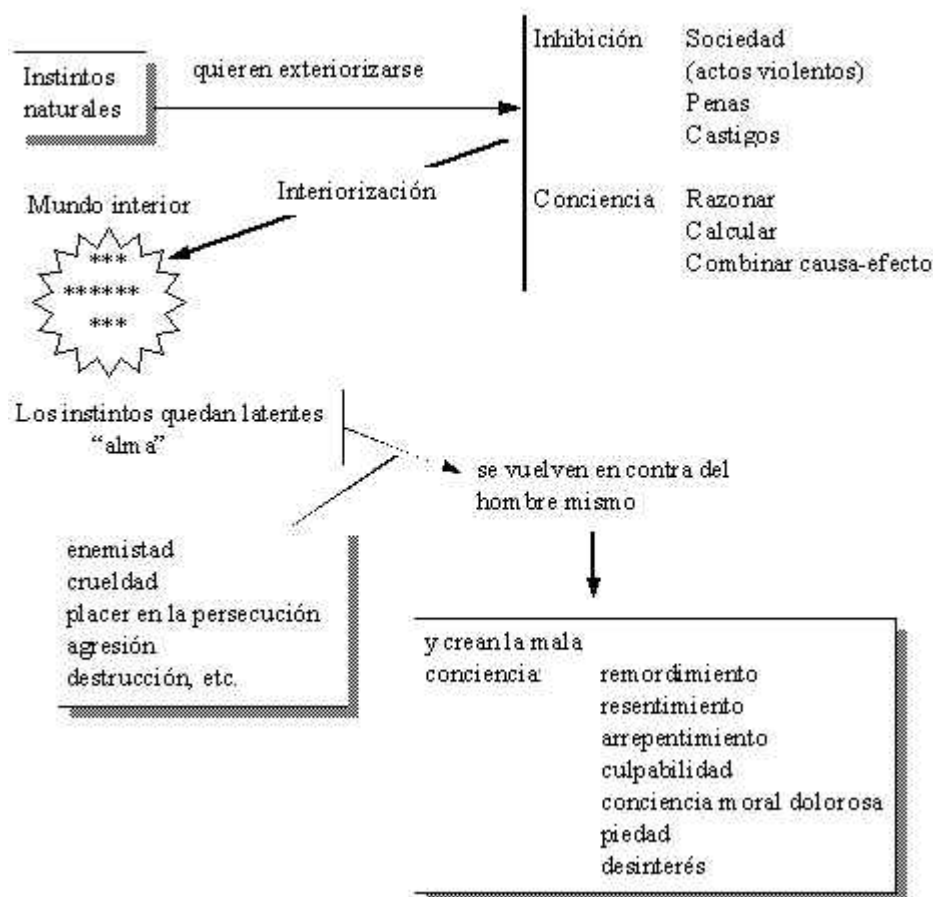 Instintos
naturales
quieren exteriorizarse
Inhibición Sociedad
(actos violentos)
Penas
Castigos
Conciencia Razonar
Calcular
Combinar causa-efecto
Interiorización
Mundo interior
***
******
***
Los instintos quedan latentes
“alma”
se vuelven en contra del
hombre mismo
enemistad
crueldad
placer en la persecución
agresión
destrucción, etc.
y crean la mala
conciencia: remordimiento
resentimiento
arrepentimiento
culpabilidad
conciencia moral dolorosa
piedad
desinterés